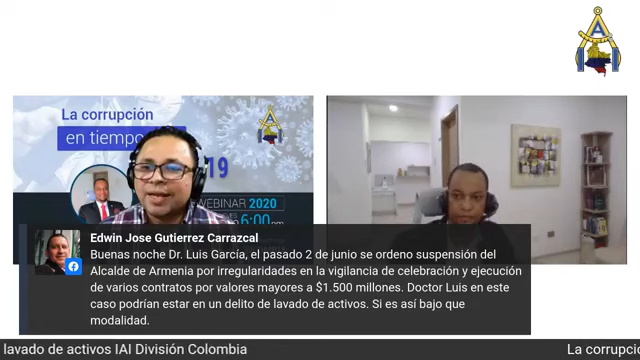 La corrupción
en tiempo
19
WEBINAR 2020
6:00pm
Edwin Jose Gutierrez Carrazcal
Buenas noche Dr. Luis García, el pasado 2 de junio se ordeno suspensión del
Alcalde de Armenia por irregularidades en la vigilancia de celebración y ejecución
de varios contratos por valores mayores a $1.500 millones. Doctor Luis en este
caso podrían estar en un delito de lavado de activos. Si es así bajo que
modalidad.
lavado de activos IAI División Colombia
La corrupció